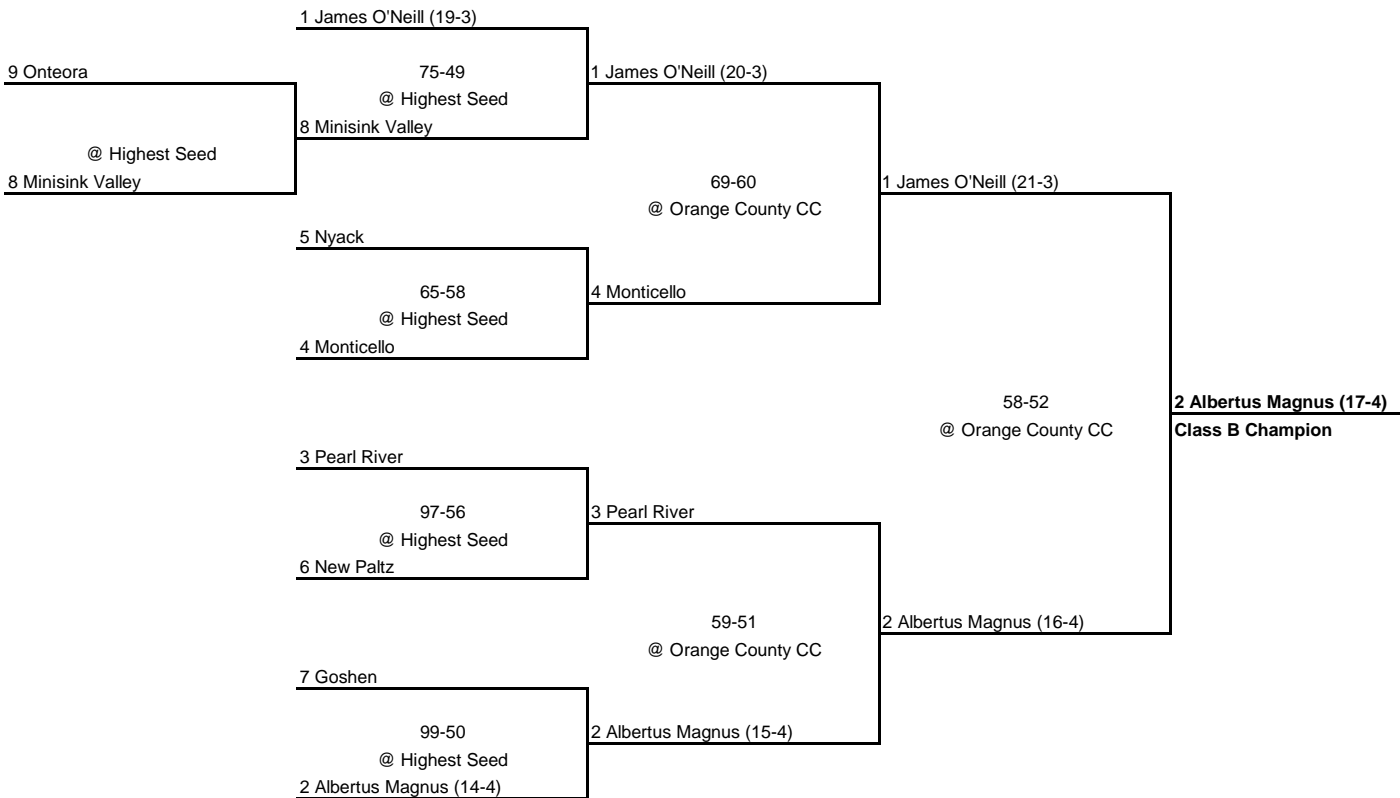 1 James O'Neill (19-3)
9 Onteora
75-49
1 James O'Neill (20-3)
@ Highest Seed
8 Minisink Valley
@ Highest Seed
8 Minisink Valley
69-60
1 James O'Neill (21-3)
@ Orange County CC
5 Nyack
65-58
4 Monticello
@ Highest Seed
4 Monticello
58-52
2 Albertus Magnus (17-4)
@ Orange County CC
Class B Champion
3 Pearl River
97-56
3 Pearl River
@ Highest Seed
6 New Paltz
59-51
2 Albertus Magnus (16-4)
@ Orange County CC
7 Goshen
99-50
2 Albertus Magnus (15-4)
@ Highest Seed
2 Albertus Magnus (14-4)